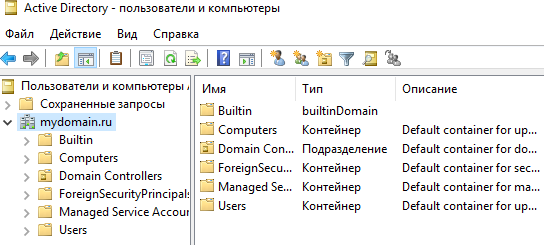 Active Directory - пользователи и компьютеры
Файл Действие Вид Справка
Пользователи и компьютеры
Сохраненные запросы
mydomain.ru
Builtin
Computers
Domain Controllers
ForeignSecurityPrincipals
Managed Service Accour
Users
Имя Тип Описание
Builtin builtinDomain
Computers Контейнер Default container for up...
Domain Con... Подразделение Default container for do...
ForeignSecu... Контейнер Default container for sec...
Managed Se... Контейнер Default container for ma...
Users Контейнер Default container for up...